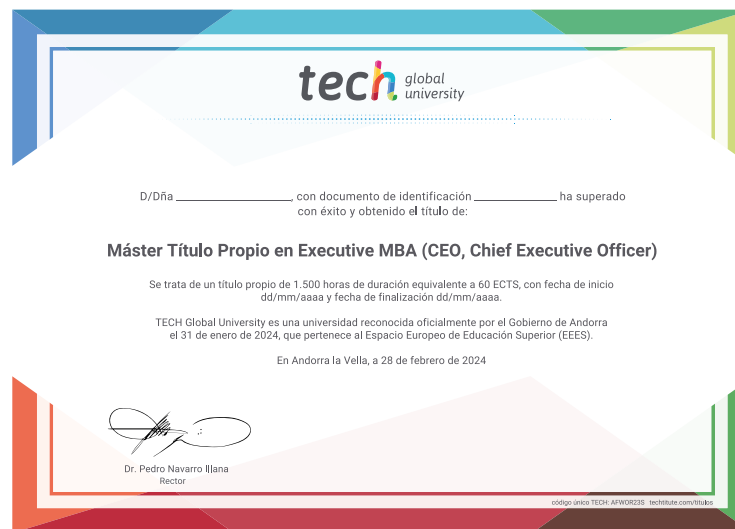 tech global university
D/Dña ____________, con documento de identificación ____________ ha superado
con éxito y obtenido el título de:
Máster Título Propio en Executive MBA (CEO, Chief Executive Officer)
Se trata de un título propio de 1.500 horas de duración equivalente a 60 ECTS, con fecha de inicio
dd/mm/aaaa y fecha de finalización dd/mm/aaaa.
TECH Global University es una universidad reconocida oficialmente por el Gobierno de Andorra
el 31 de enero de 2024, que pertenece al Espacio Europeo de Educación Superior (EEES).
En Andorra la Vella, a 28 de febrero de 2024
Dr. Pedro Navarro Illana
Rector
código único TECH: AFWOR23S techtitute.com/titulos